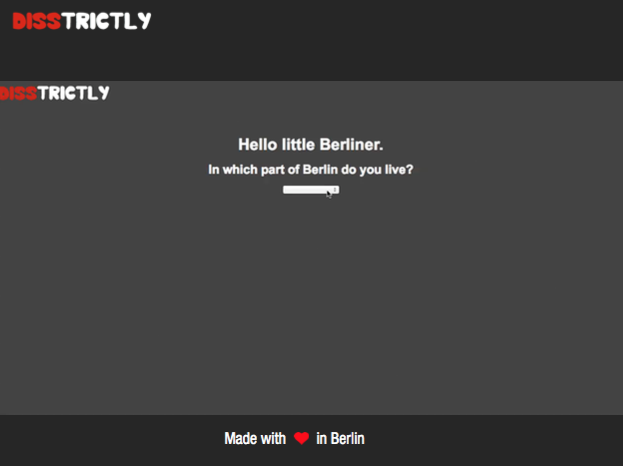 DISSTRICTLY
DISSTRICTLY
Hello little Berliner.
In which part of Berlin do you live?
Made with ❤ in Berlin